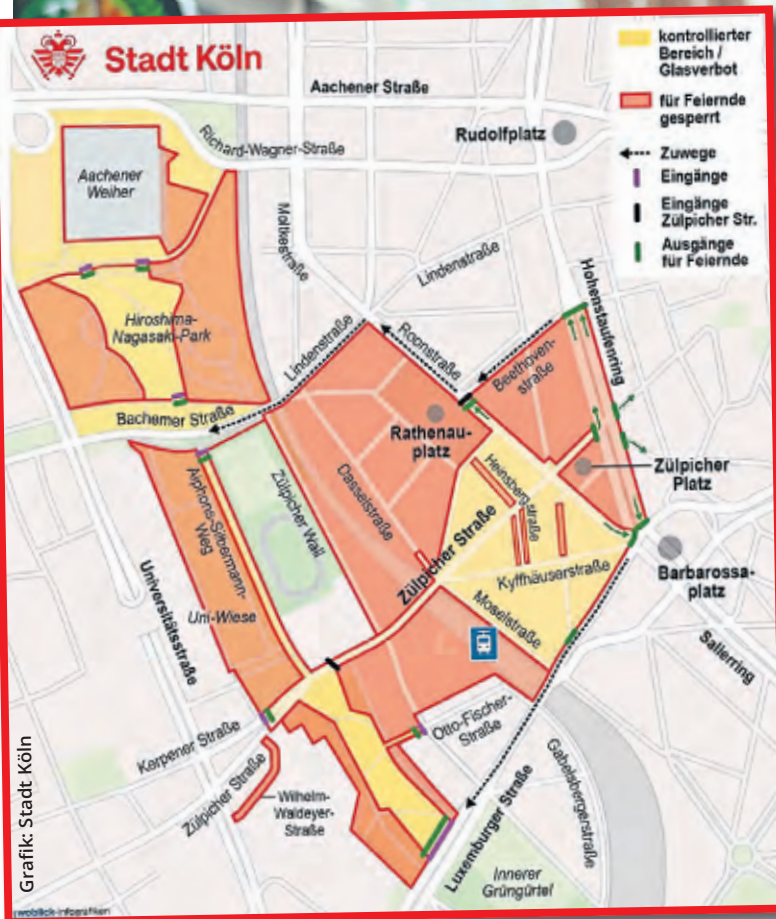 Stadt Köln
kontrollierter
Bereich /
Glasverbot
für Feiernde
gesperrt
Zuwege
Eingänge
Eingänge
Zülpicher Str.
Ausgänge
für Feiernde
Aachener Straße
Rudolfplatz
Richard-Wagner-Straße
Aachener
Weiher
Moltkestraße
Lindenstraße
Hohenstaufenring
Hiroshima-
Nagasaki-Park
Lindenstraße
Roonstraße
Beethoven-
straße
Bachemer Straße
Rathenau-
platz
Zülpicher
Platz
Heinsbergstraße
Dasselstraße
Zülpicher Wall
Alphons-Silbermann-
Weg
Zülpicher Straße
Kyffhäuserstraße
Barbarossa-
platz
Moselstraße
Universitätsstraße
Uni-Wiese
Salierring
Otto-Fischer-
Straße
Kerpener Straße
Gabelsbergerstraße
Zülpicher Straße
Wilhelm-
Waldeyer-
Straße
Luxemburger Straße
Innerer
Grüngürtel
Grafik: Stadt Köln
woblick-infografiken